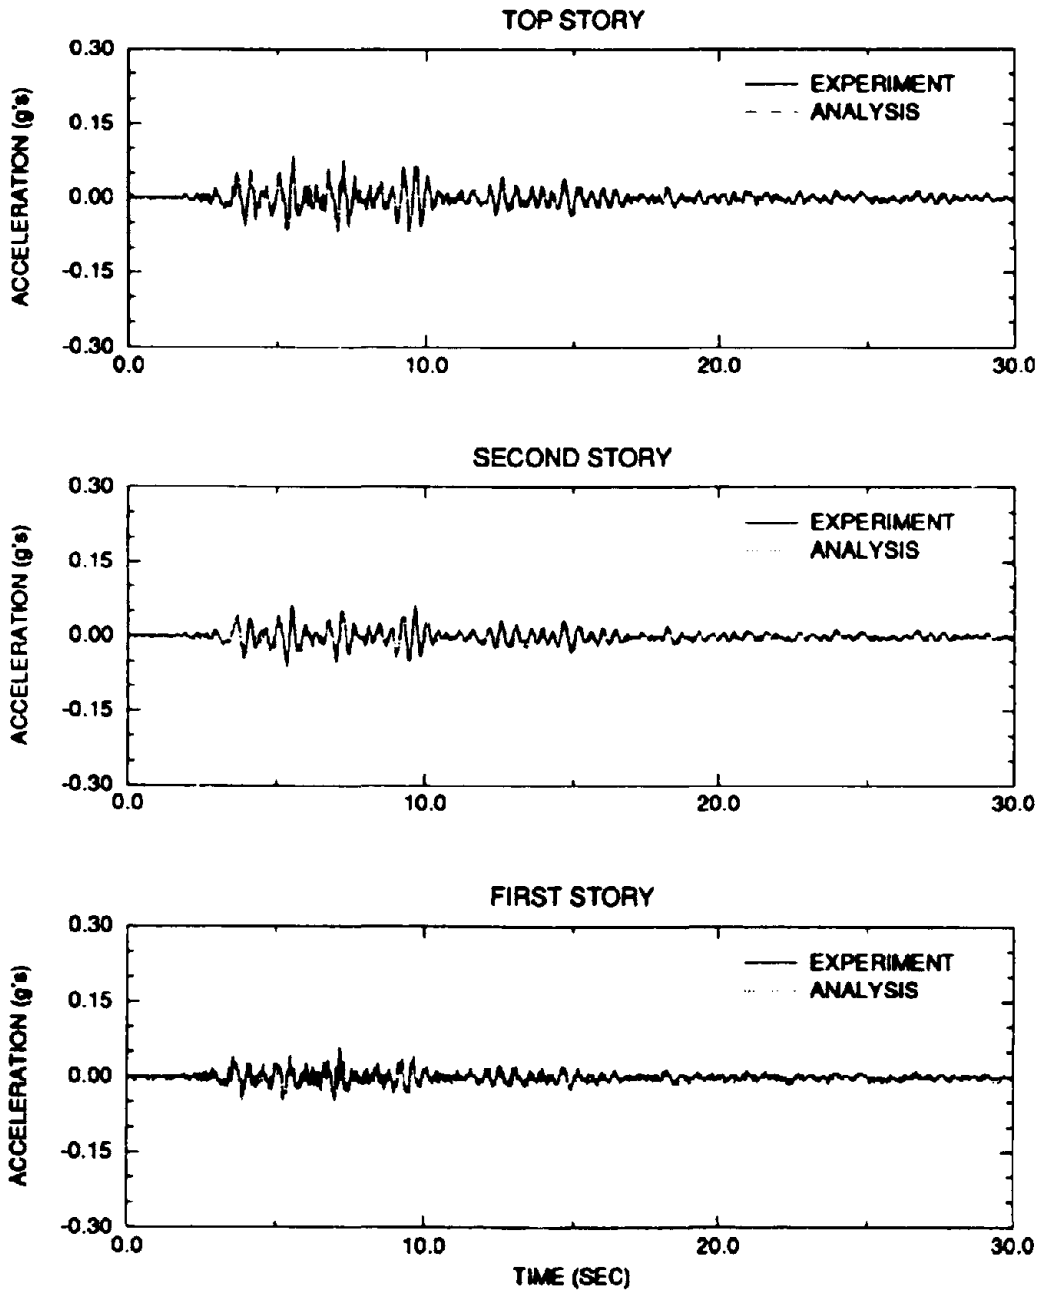 TOP STORY
ACCELERATION (g's)
0.30
0.15
0.00
-0.15
-0.30
EXPERIMENT
ANALYSIS
0.0 10.0 20.0 30.0
SECOND STORY
ACCELERATION (g's)
0.30
0.15
0.00
-0.15
-0.30
EXPERIMENT
ANALYSIS
0.0 10.0 20.0 30.0
FIRST STORY
ACCELERATION (g's)
0.30
0.15
0.00
-0.15
-0.30
EXPERIMENT
ANALYSIS
0.0 10.0 20.0 30.0
TIME (SEC)